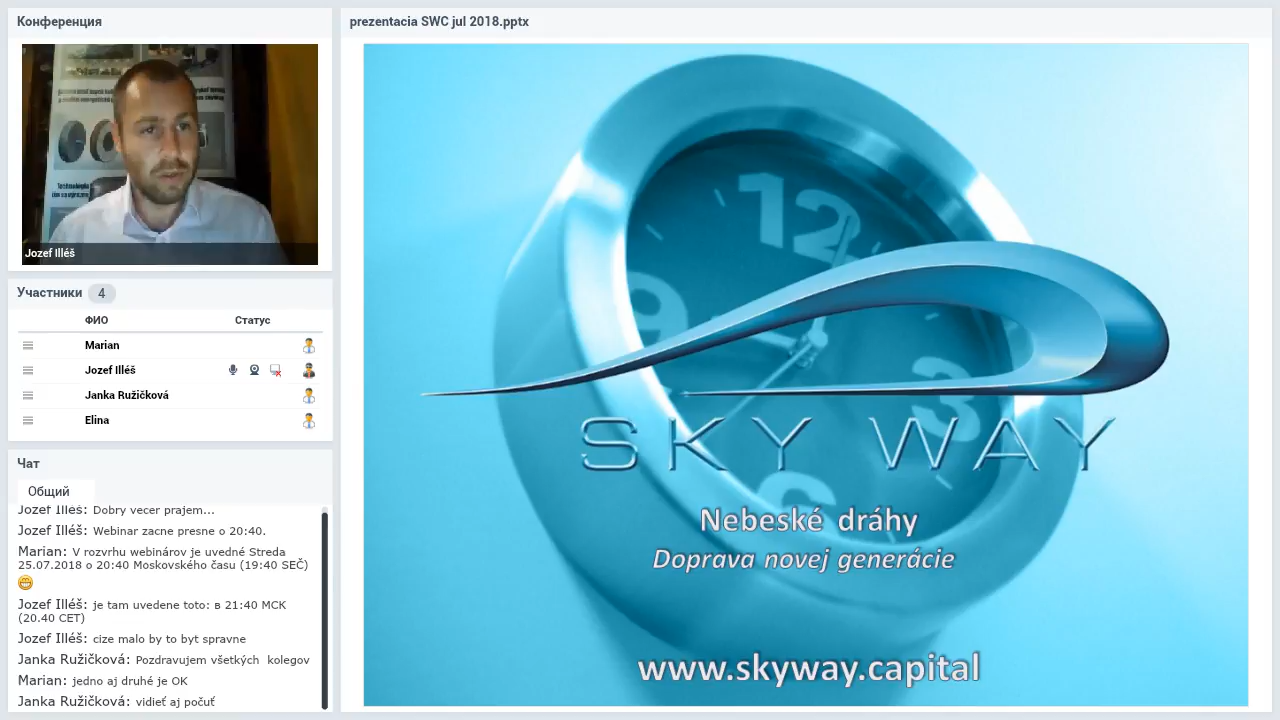 Конференция
Jozef Illéš
Участники 4
ФИО Статус
Marian
Jozef Illéš
Janka Ružičková
Elina
Чат
Общий
Jozef Illéš: Dobry vecer prajem...
Jozef Illéš: Webinar zacne presne o 20:40.
Marian: V rozvrhu webinárov je uvedné Streda
25.07.2018 o 20:40 Moskovského času (19:40 SEČ)
Jozef Illéš: je tam uvedene toto: в 21:40 МСК
(20.40 CET)
Jozef Illéš: cize malo by to byt spravne
Janka Ružičková: Pozdravujem všetkých kolegov
Marian: jedno aj druhé je OK
Janka Ružičková: vidieť aj počuť
prezentacia SWC jul 2018.pptx
12
9
3
6
SKY WAY
Nebeské dráhy
Doprava novej generácie
www.skyway.capital